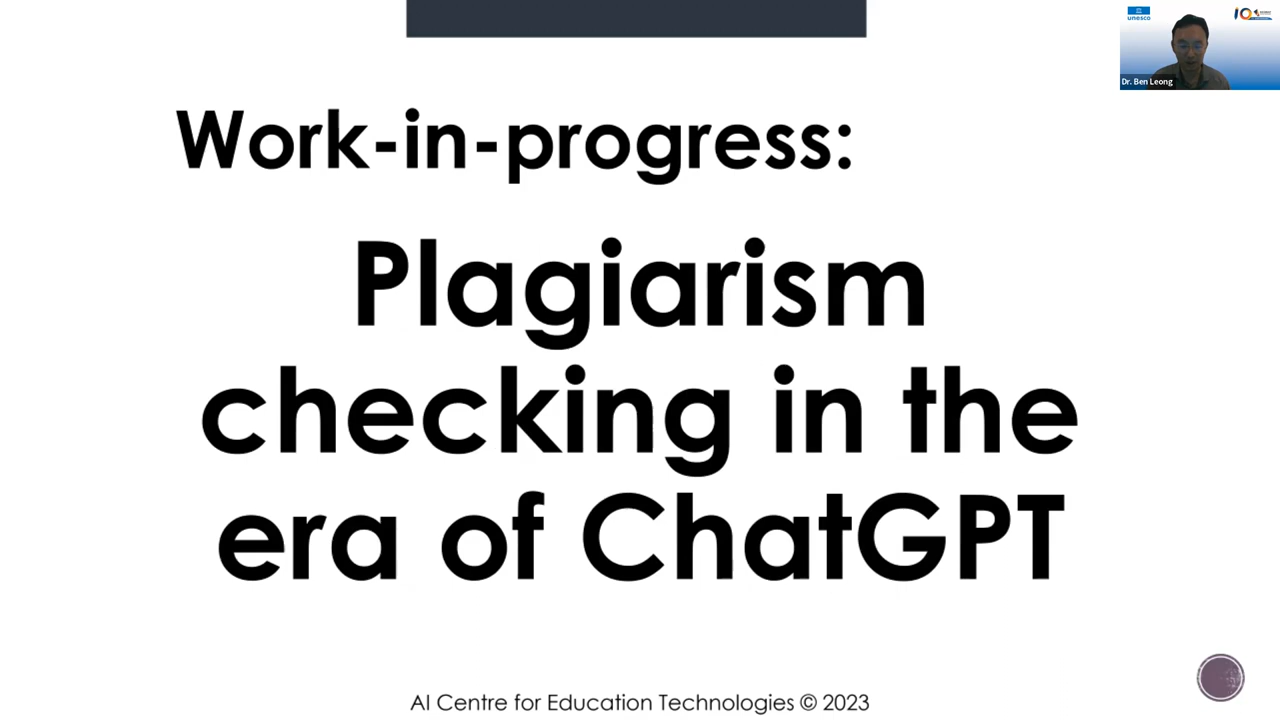 Work-in-progress:
Plagiarism
checking in the
era of ChatGPT
AI Centre for Education Technologies © 2023
unesco
Dr. Ben Leong